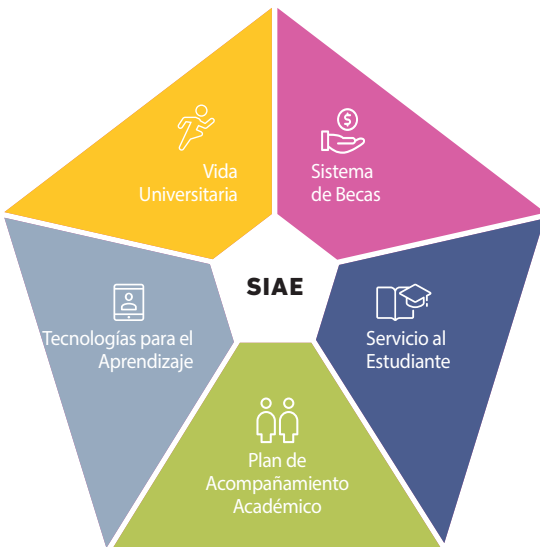 Vida
Universitaria
Sistema
de Becas
SIAE
Tecnologías para el
Aprendizaje
Servicio al
Estudiante
Plan de
Acompañamiento
Académico